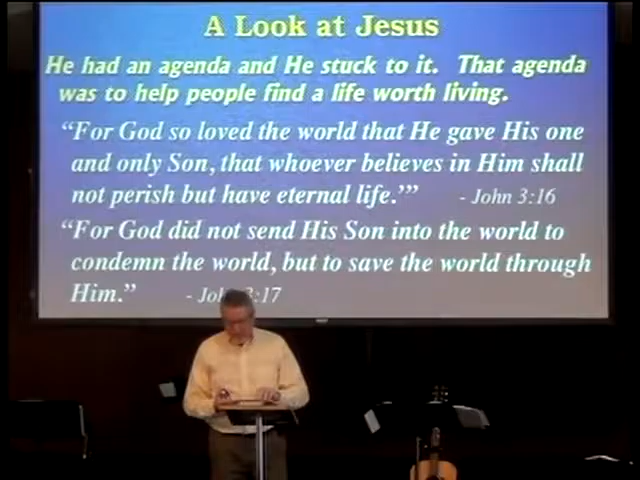 A Look at Jesus
He had an agenda and He stuck to it. That agenda
was to help people find a life worth living.
“For God so loved the world that He gave His one
and only Son, that whoever believes in Him shall
not perish but have eternal life.’” - John 3:16
“For God did not send His Son into the world to
condemn the world, but to save the world through
Him.” 3:17